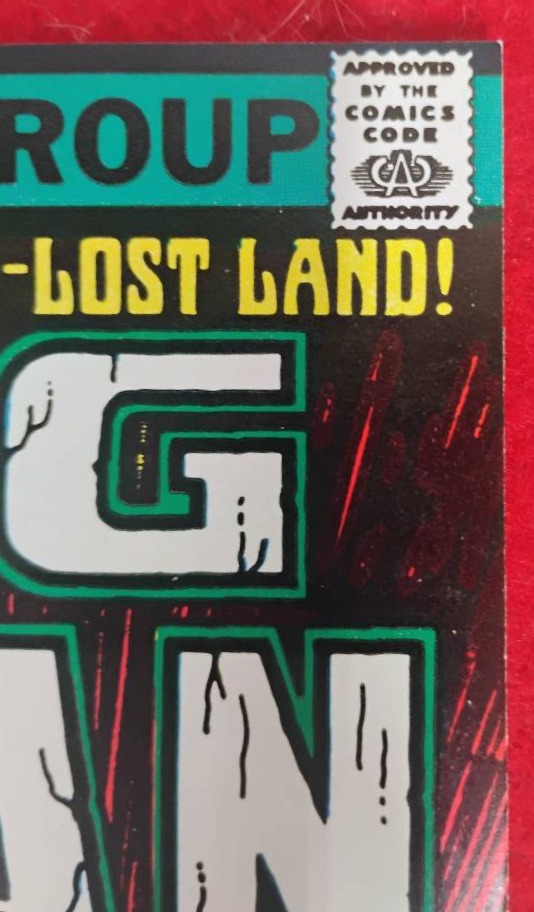 ROUP
APPROVED
BY THE
COMICS
CODE
A
AUTHORITY
-LOST LAND!
G
AN